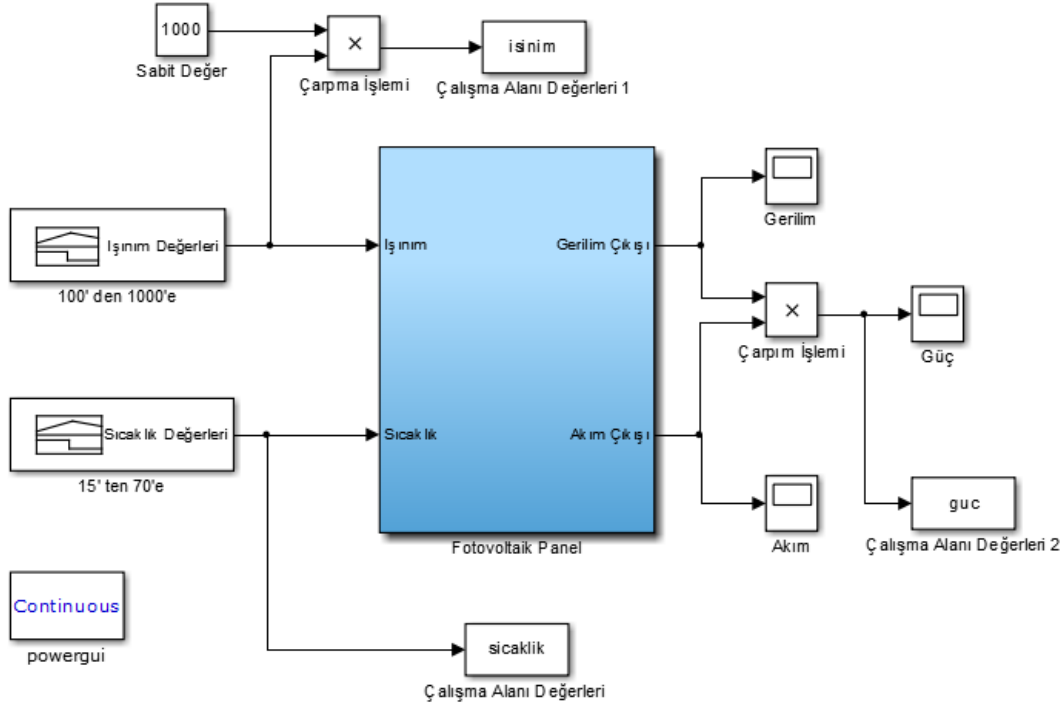 1000
Sabit Değer
×
Çarpma İşlemi
isinim
Çalışma Alanı Değerleri 1
Işınım Değerleri
100' den 1000'e
Işınım
Gerilim Çıkışı
Gerilim
×
Çarpım İşlemi
Güç
Sıcaklık Değerleri
15' ten 70'e
Sıcaklık
Akım Çıkışı
Fotovoltaik Panel
Akım
guc
Çalışma Alanı Değerleri 2
Continuous
powergui
sicaklik
Çalışma Alanı Değerleri